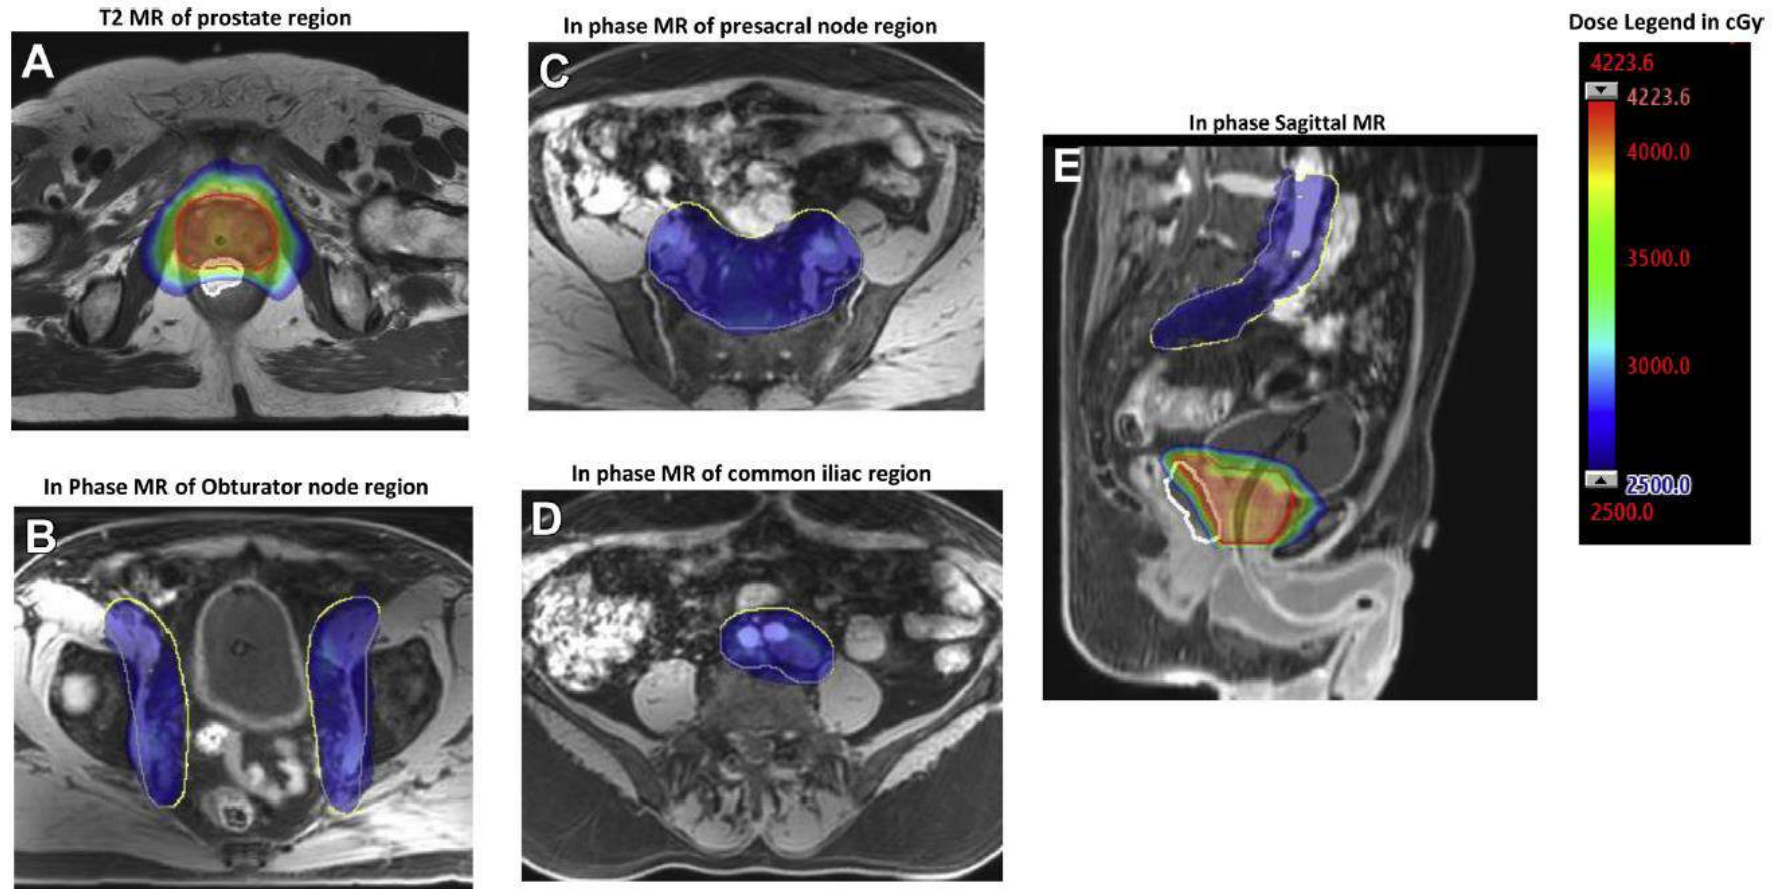 T2 MR of prostate region
A
In phase MR of presacral node region
C
Dose Legend in cGy
4223.6
4223.6
4000.0
3500.0
3000.0
2500.0
2500.0
In phase Sagittal MR
E
In Phase MR of Obturator node region
B
In phase MR of common iliac region
D